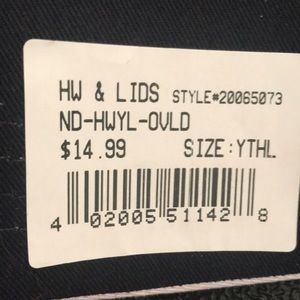 HW & LIDS STYLE#20065073
ND-HWYL-OVLD
$14.99 SIZE:YTHL
4 02005 51142 8